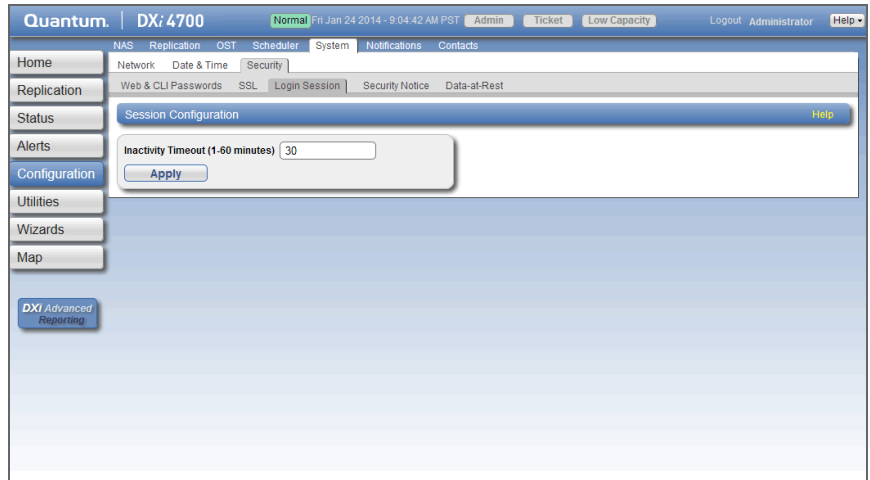 Quantum. DXi 4700 Normal Fri Jan 24 2014 - 9:04:42 AM PST Admin Ticket Low Capacity Logout Administrator Help
NAS Replication OST Scheduler System Notifications Contacts
Home
Network Date & Time Security
Replication
Web & CLI Passwords SSL Login Session Security Notice Data-at-Rest
Status
Session Configuration Help
Alerts
Inactivity Timeout (1-60 minutes) 30
Configuration
Apply
Utilities
Wizards
Map
DXi Advanced
Reporting